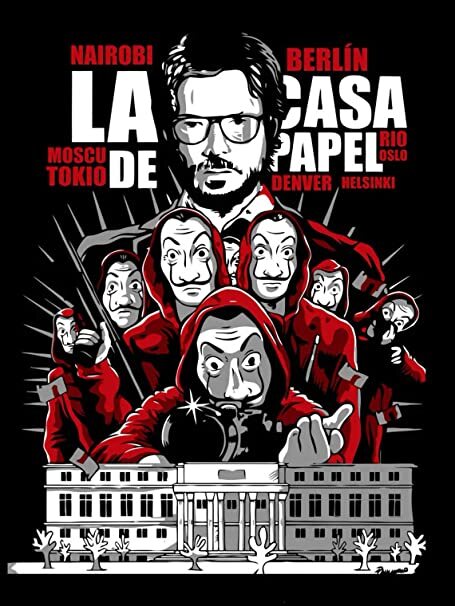 NAIROBI BERLÍN
LA CASA
MOSCU RIO
TOKIO DE PAPEL OSLO
DENVER HELSINKI